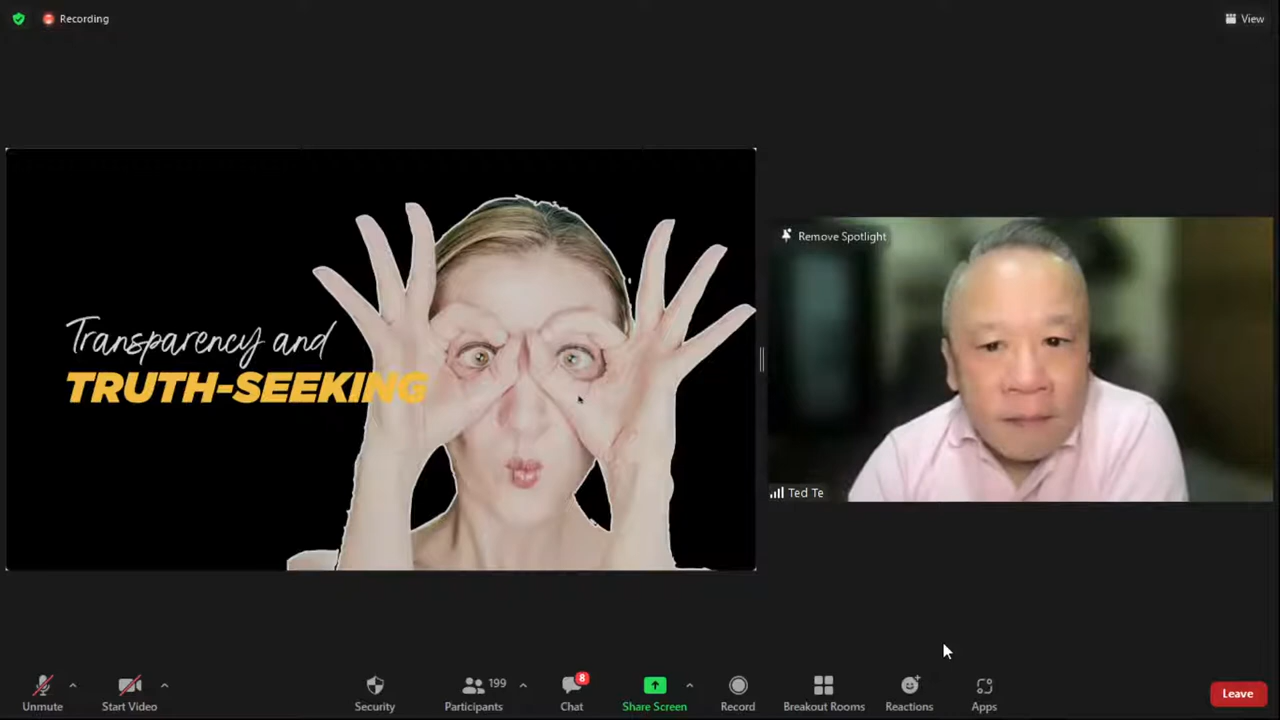 Recording
View
Transparency and
TRUTH-SEEKING
Remove Spotlight
Ted Te
Unmute
Start Video
Security
199
Participants
8
Chat
Share Screen
Record
Breakout Rooms
Reactions
Apps
Leave